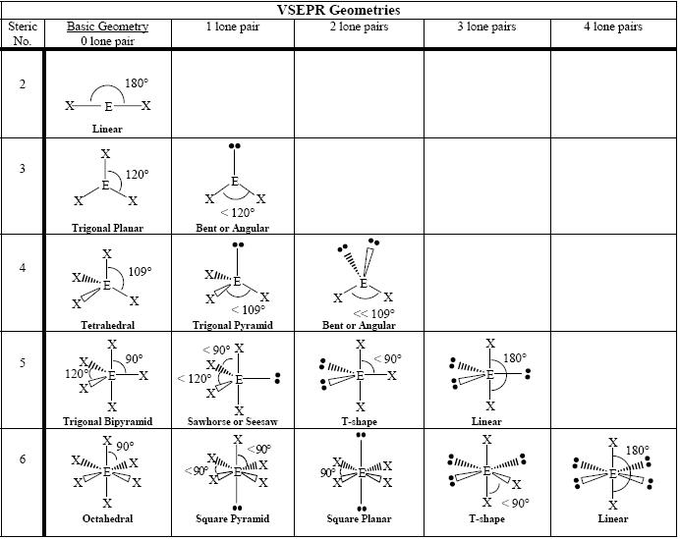 VSEPR Geometries
Steric No. Basic Geometry 0 lone pair 1 lone pair 2 lone pairs 3 lone pairs 4 lone pairs
2
180°
X E X
Linear
3
X
120°
E
X X
Trigonal Planar
E
X X
< 120°
Bent or Angular
4
X
109°
X E
X X
Tetrahedral
X E
X X
< 109°
Trigonal Pyramid
E
X X
<< 109°
Bent or Angular
5
X
90°
X
120° E X
X
X
Trigonal Bipyramid
< 90° X
X
< 120° E
X
X
Sawhorse or Seesaw
X
< 90°
E X
X
T-shape
X
180°
E
X
Linear
6
X
90°
X X
E
X X
X
Octahedral
X
<90°
X X
<90° E
X X
Square Pyramid
X X
90° E
X X
Square Planar
X
E
X
X < 90°
T-shape
X
180°
E
X
Linear